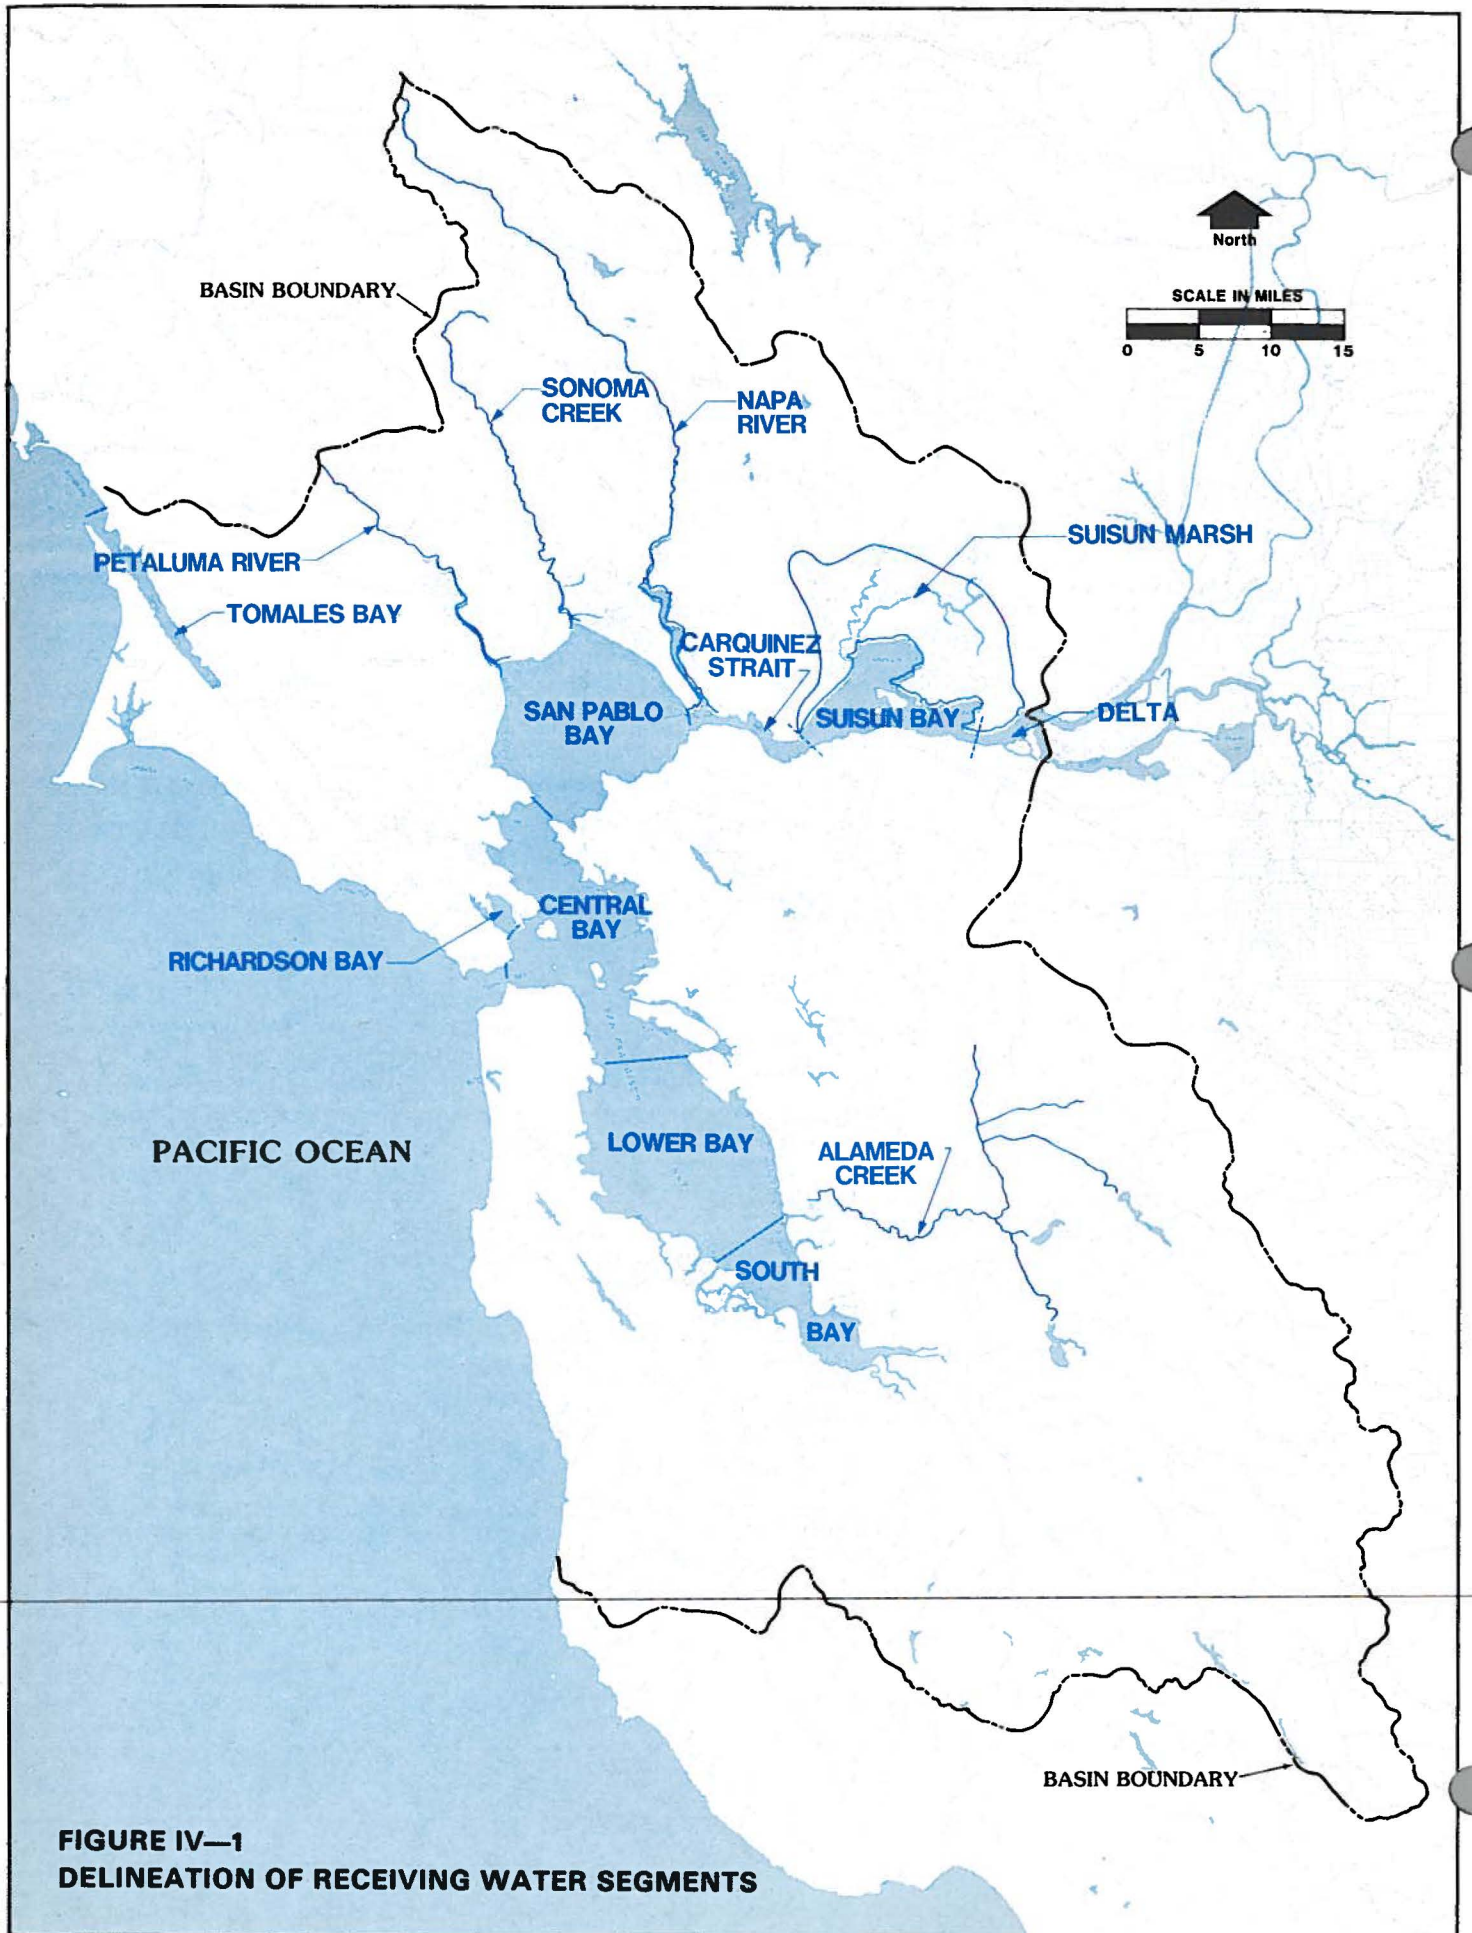 North
SCALE IN MILES
0 5 10 15
BASIN BOUNDARY
SONOMA
CREEK
NAPA
RIVER
SUISUN MARSH
PETALUMA RIVER
TOMALES BAY
CARQUINEZ
STRAIT
SAN PABLO
BAY
SUISUN BAY
DELTA
CENTRAL
BAY
RICHARDSON BAY
PACIFIC OCEAN
LOWER BAY
ALAMEDA
CREEK
SOUTH
BAY
BASIN BOUNDARY
FIGURE IV—1
DELINEATION OF RECEIVING WATER SEGMENTS